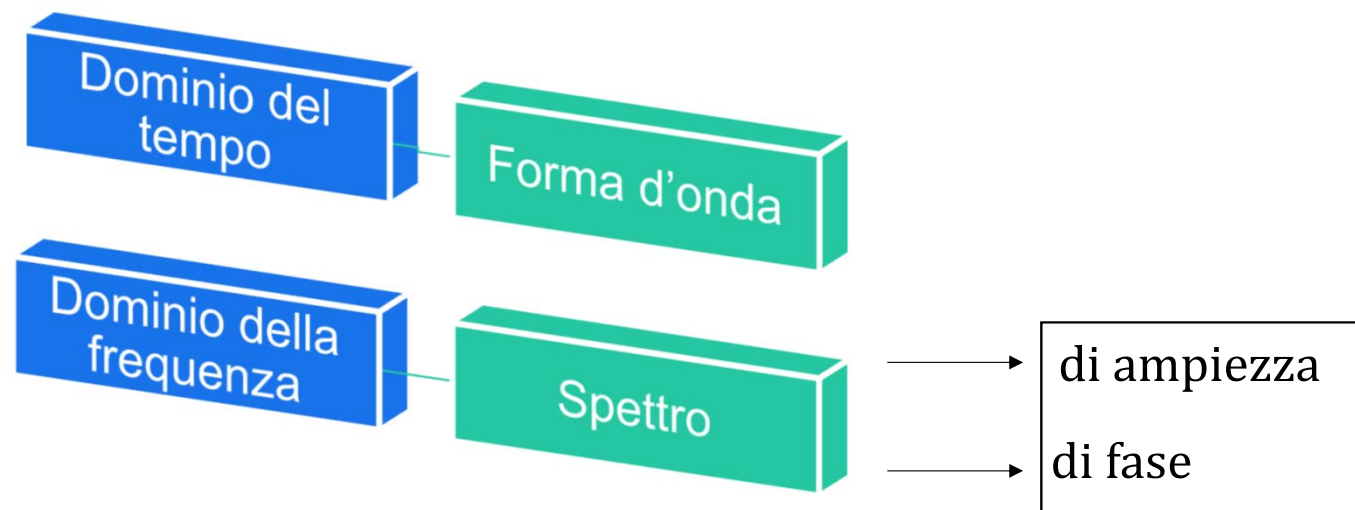 Dominio del
tempo
Forma d’onda
Dominio della
frequenza
Spettro
di ampiezza
di fase